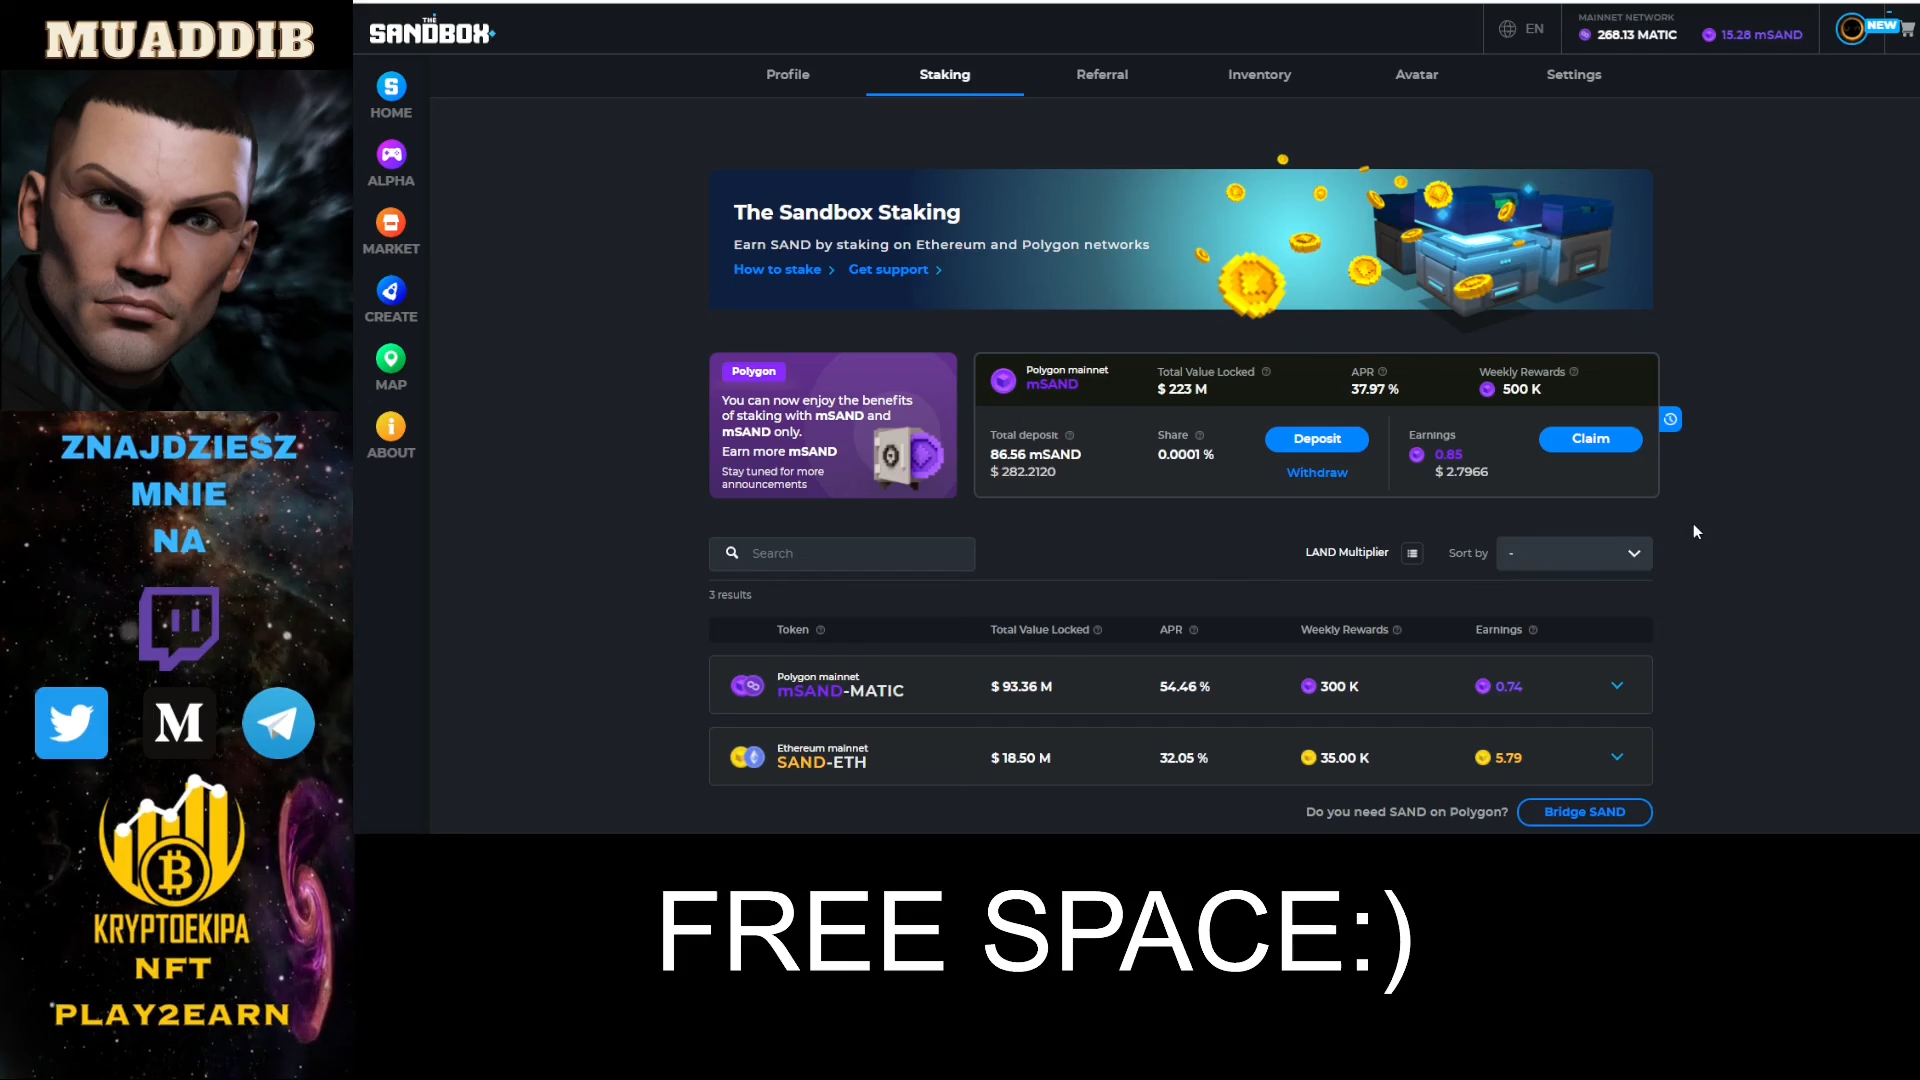 MUADDIB
ZNAJDZIESZ
MNIE
NA
M
KRYPTOEKIPA
NFT
PLAY2EARN
THE
SANDBOX
EN
MAINNET NETWORK
268.13 MATIC
15.28 mSAND
NEW
S
HOME
ALPHA
MARKET
CREATE
MAP
i
ABOUT
Profile
Staking
Referral
Inventory
Avatar
Settings
The Sandbox Staking
Earn SAND by staking on Ethereum and Polygon networks
How to stake >
Get support >
Polygon
You can now enjoy the benefits
of staking with mSAND and
mSAND only.
Earn more mSAND
Stay tuned for more
announcements
Polygon mainnet
mSAND
Total Value Locked
$ 223 M
APR
37.97 %
Weekly Rewards
500 K
Total deposit
86.56 mSAND
$ 282.2120
Share
0.0001 %
Deposit
Withdraw
Earnings
0.85
$ 2.7966
Claim
Search
LAND Multiplier
Sort by
-
3 results
Token
Total Value Locked
APR
Weekly Rewards
Earnings
Polygon mainnet
mSAND-MATIC
$ 93.36 M
54.46 %
300 K
0.74
Ethereum mainnet
SAND-ETH
$ 18.50 M
32.05 %
35.00 K
5.79
Do you need SAND on Polygon?
Bridge SAND
FREE SPACE:)